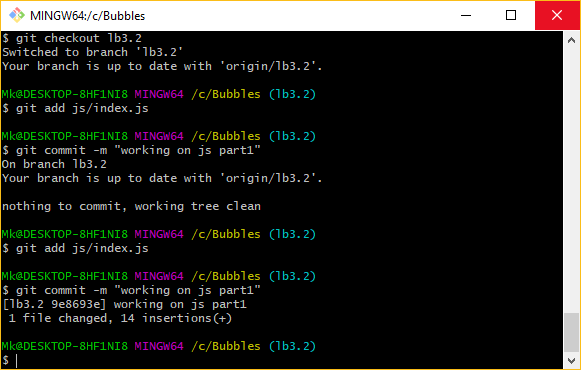 MINGW64:/c/Bubbles
$ git checkout lb3.2
Switched to branch 'lb3.2'
Your branch is up to date with 'origin/lb3.2'.
Mk@DESKTOP-8HF1NI8 MINGW64 /c/Bubbles (lb3.2)
$ git add js/index.js
Mk@DESKTOP-8HF1NI8 MINGW64 /c/Bubbles (lb3.2)
$ git commit -m "working on js part1"
On branch lb3.2
Your branch is up to date with 'origin/lb3.2'.
nothing to commit, working tree clean
Mk@DESKTOP-8HF1NI8 MINGW64 /c/Bubbles (lb3.2)
$ git add js/index.js
Mk@DESKTOP-8HF1NI8 MINGW64 /c/Bubbles (lb3.2)
$ git commit -m "working on js part1"
[lb3.2 9e8693e] working on js part1
 1 file changed, 14 insertions(+)
Mk@DESKTOP-8HF1NI8 MINGW64 /c/Bubbles (lb3.2)
$